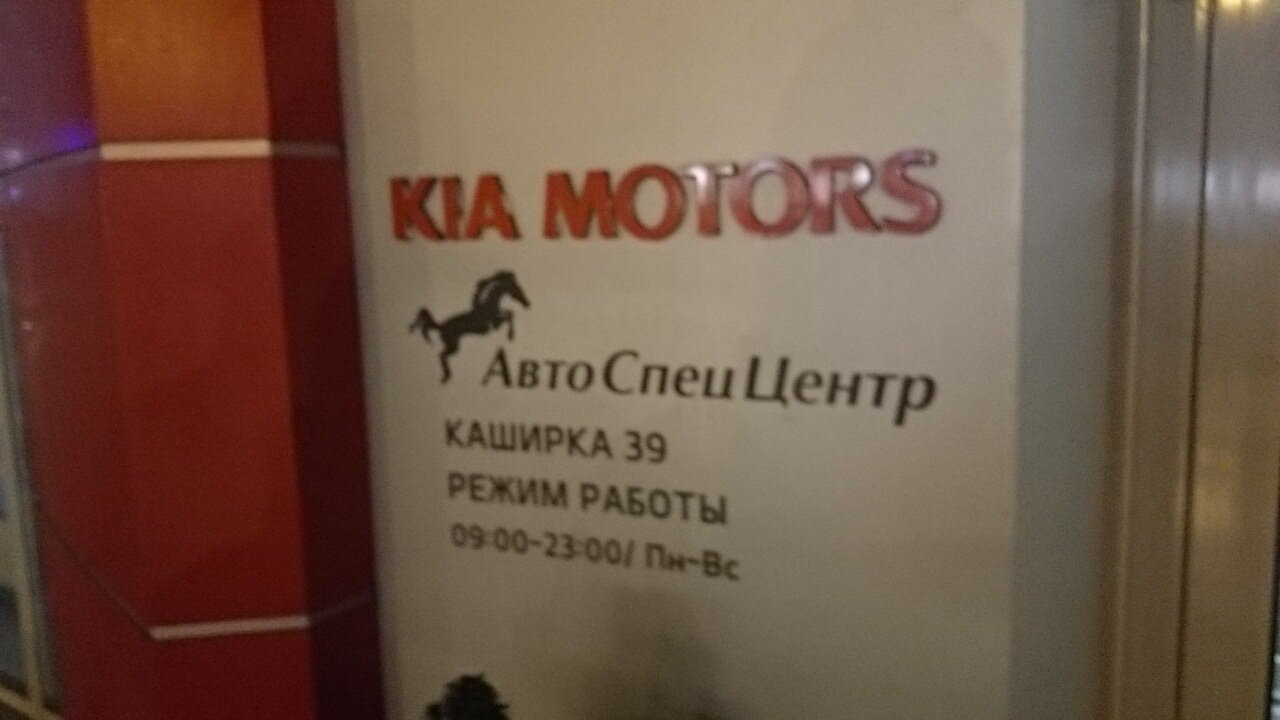 KIA MOTORS
АвтоСпецЦентр
КАШИРКА 39
РЕЖИМ РАБОТЫ
09:00-23:00/ Пн-Вс